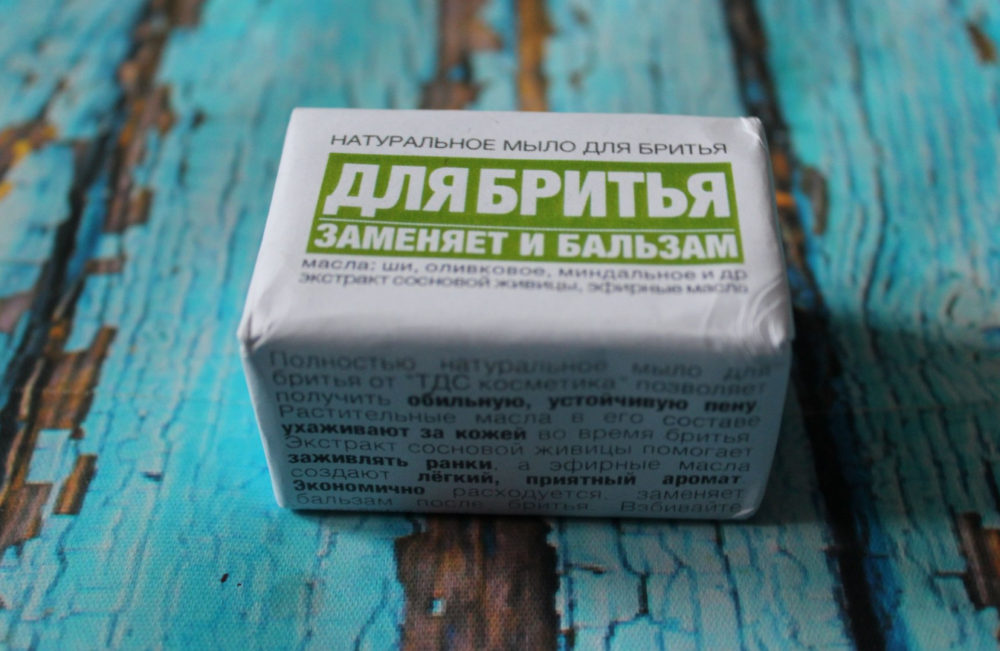 НАТУРАЛЬНОЕ МЫЛО ДЛЯ БРИТЬЯ
ДЛЯ БРИТЬЯ
ЗАМЕНЯЕТ И БАЛЬЗАМ
масла: ши, оливковое, миндальное и др
экстракт сосновой живицы, эфирные масла
Полностью натуральное мыло для
бритья от "ТДС косметика" позволяет
получить обильную, устойчивую пену
Растительные масла в его составе
ухаживают за кожей во время бритья
Экстракт сосновой живицы помогает
заживлять ранки, а эфирные масла
создают лёгкий, приятный аромат
Экономично расходуется, заменяет
бальзам после бритья Взбивайте